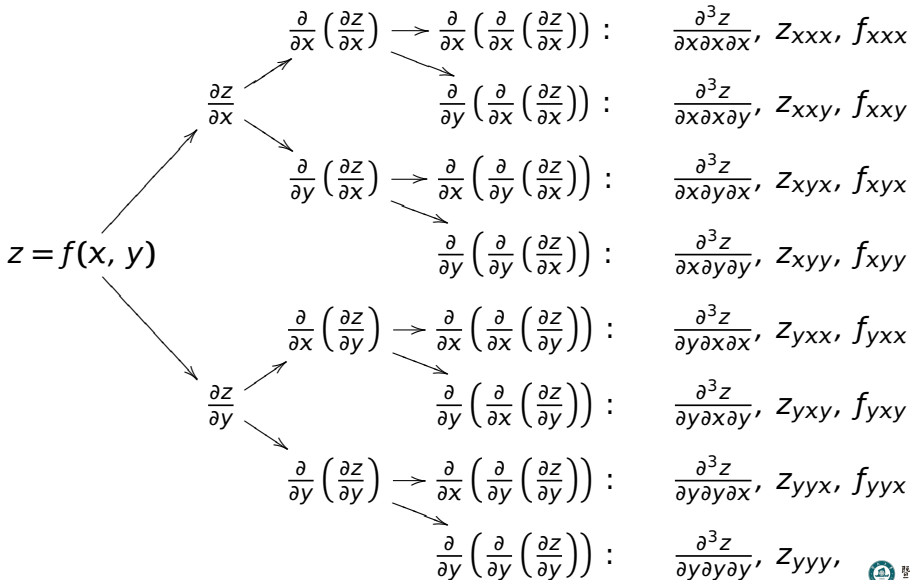 ∂/∂x (∂z/∂x) → ∂/∂x (∂/∂x (∂z/∂x)) : ∂³z/∂x∂x∂x, z_xxx, f_xxx
∂z/∂x ∂/∂y (∂/∂x (∂z/∂x)) : ∂³z/∂x∂x∂y, z_xxy, f_xxy
∂/∂y (∂z/∂x) → ∂/∂x (∂/∂y (∂z/∂x)) : ∂³z/∂x∂y∂x, z_xyx, f_xyx
z = f(x, y) ∂/∂y (∂/∂y (∂z/∂x)) : ∂³z/∂x∂y∂y, z_xyy, f_xyy
∂/∂x (∂z/∂y) → ∂/∂x (∂/∂x (∂z/∂y)) : ∂³z/∂y∂x∂x, z_yxx, f_yxx
∂z/∂y ∂/∂y (∂/∂x (∂z/∂y)) : ∂³z/∂y∂x∂y, z_yxy, f_yxy
∂/∂y (∂z/∂y) → ∂/∂x (∂/∂y (∂z/∂y)) : ∂³z/∂y∂y∂x, z_yyx, f_yyx
∂/∂y (∂/∂y (∂z/∂y)) : ∂³z/∂y∂y∂y, z_yyy,